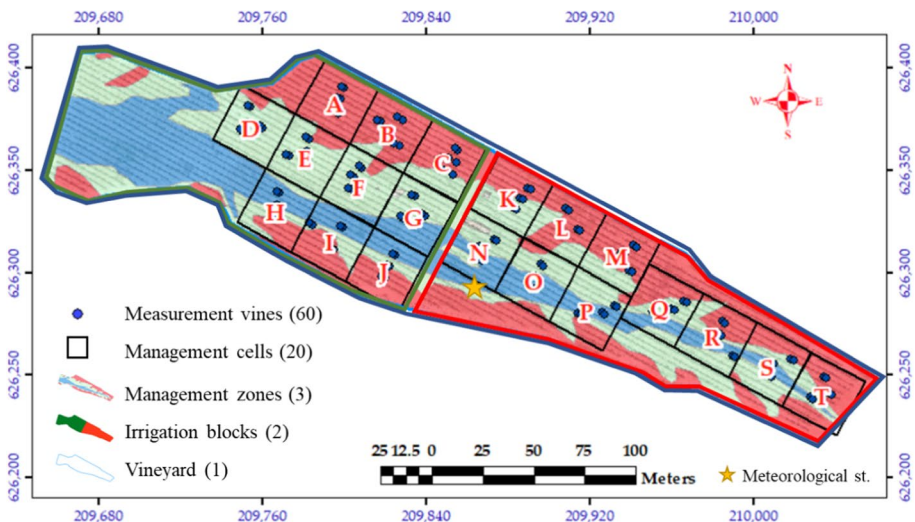 209,680 209,760 209,840 209,920 210,000
626,400
626,350
626,300
626,250
626,200
626,400
626,350
626,300
626,250
626,200
N
W E
S
A
B
C
D
E
F
G
H
I
J
K
L
M
N
O
P
Q
R
S
T
Measurement vines (60)
Management cells (20)
Management zones (3)
Irrigation blocks (2)
Vineyard (1)
25 12.5 0 25 50 75 100
Meters
Meteorological st.
209,680 209,760 209,840 209,920 210,000